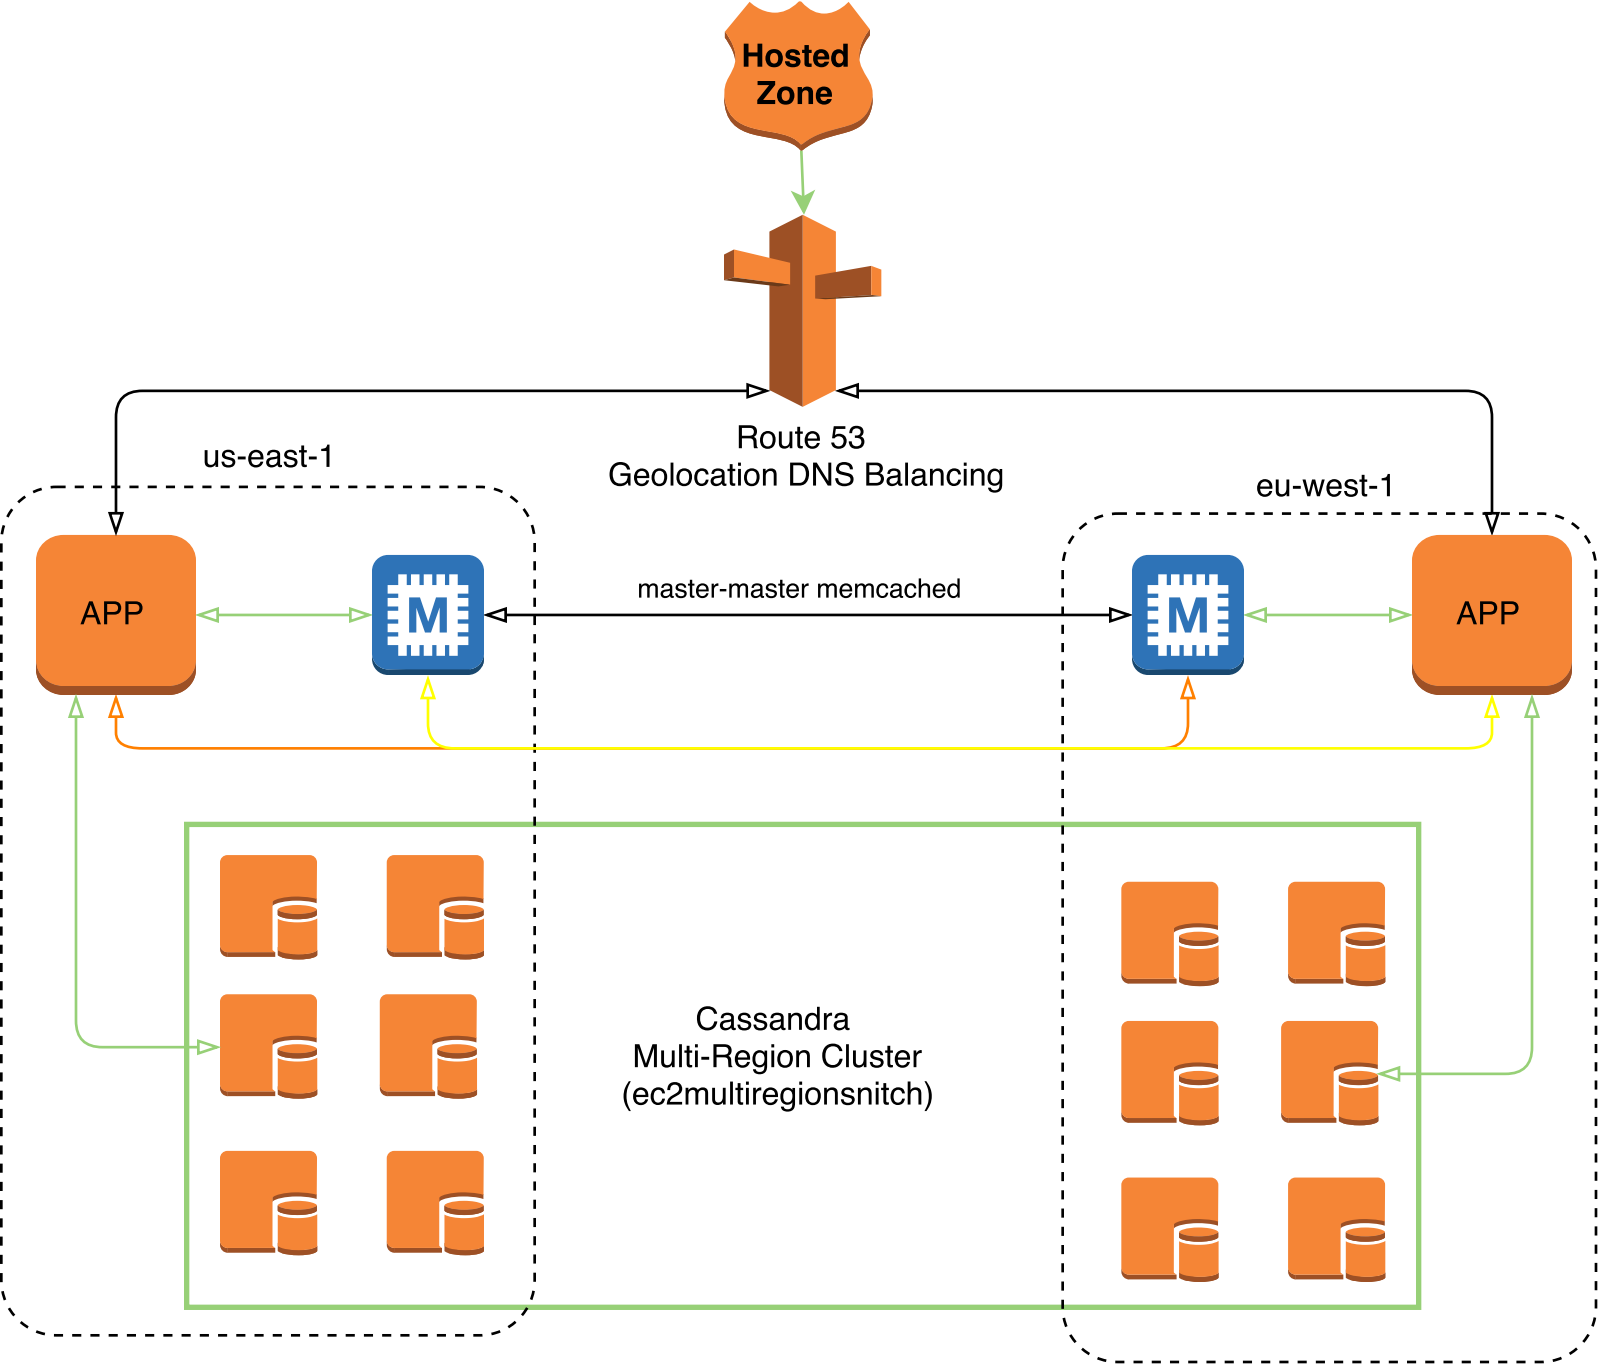 Hosted
Zone
Route 53
Geolocation DNS Balancing
us-east-1
eu-west-1
APP
M
master-master memcached
M
APP
Cassandra
Multi-Region Cluster
(ec2multiregionsnitch)